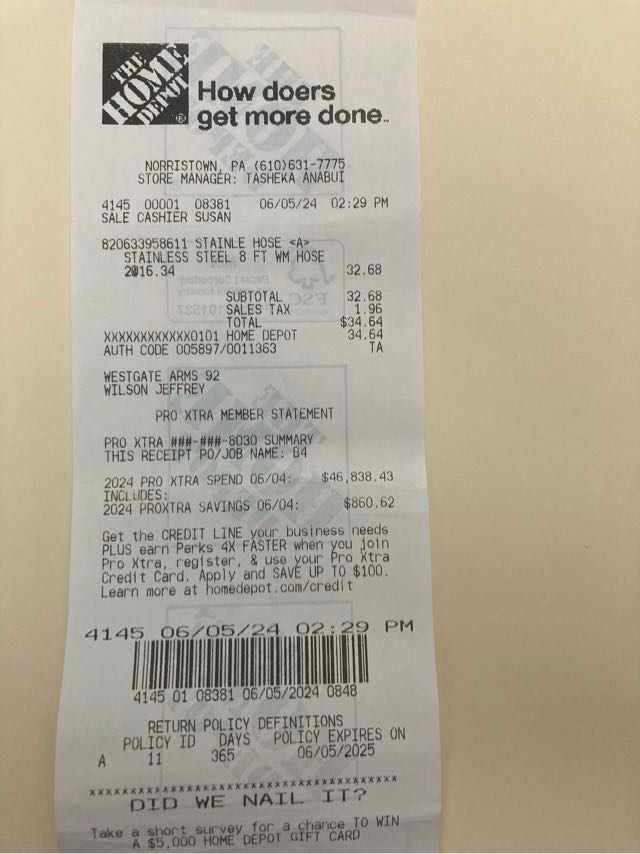 THE
HOME
DEPOT
®
How doers
get more done™
NORRISTOWN, PA (610)631-7775
STORE MANAGER: TASHEKA ANABUI
4145 00001 08381 06/05/24 02:29 PM
SALE CASHIER SUSAN
820633958611 STAINLE HOSE <A>
STAINLESS STEEL 8 FT WM HOSE
2@16.34 32.68
SUBTOTAL 32.68
SALES TAX 1.96
TOTAL $34.64
XXXXXXXXXXXX0101 HOME DEPOT 34.64
AUTH CODE 005897/0011363 TA
WESTGATE ARMS 92
WILSON JEFFREY
PRO XTRA MEMBER STATEMENT
PRO XTRA ###-###-8030 SUMMARY
THIS RECEIPT PO/JOB NAME: B4
2024 PRO XTRA SPEND 06/04: $46,838.43
INCLUDES:
2024 PROXTRA SAVINGS 06/04: $860.62
Get the CREDIT LINE your business needs
PLUS earn Perks 4X FASTER when you join
Pro Xtra, register, & use your Pro Xtra
Credit Card. Apply and SAVE UP TO $100.
Learn more at homedepot.com/credit
4145 06/05/24 02:29 PM
4145 01 08381 06/05/2024 0848
RETURN POLICY DEFINITIONS
POLICY ID DAYS POLICY EXPIRES ON
A 11 365 06/05/2025
****************************************
DID WE NAIL IT?
Take a short survey for a chance TO WIN
A $5,000 HOME DEPOT GIFT CARD